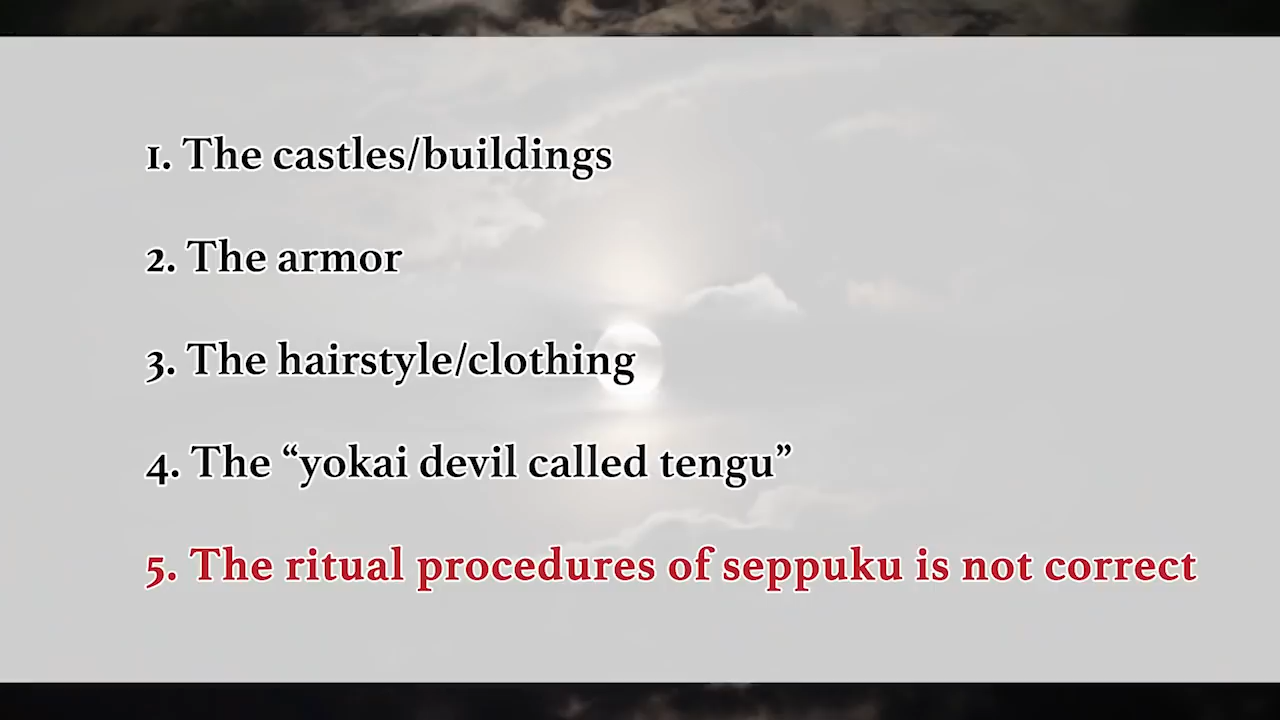 1. The castles/buildings
2. The armor
3. The hairstyle/clothing
4. The “yokai devil called tengu”
5. The ritual procedures of seppuku is not correct